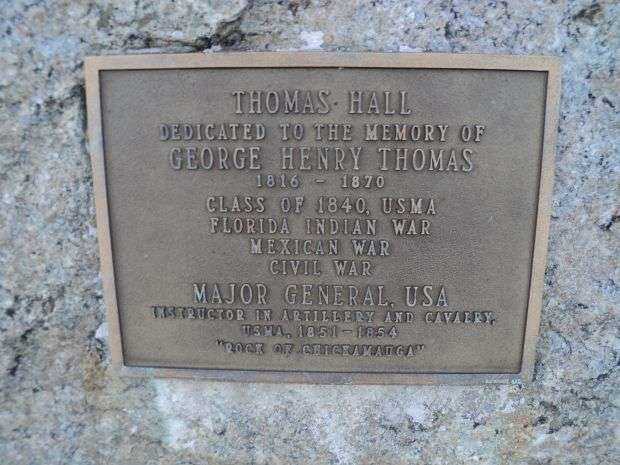 THOMAS HALL
DEDICATED TO THE MEMORY OF
GEORGE HENRY THOMAS
1816 - 1870
CLASS OF 1840, USMA
FLORIDA INDIAN WAR
MEXICAN WAR
CIVIL WAR
MAJOR GENERAL, USA
INSTRUCTOR IN ARTILLERY AND CAVALRY,
USMA, 1851-1854
"ROCK OF CHICKAMAUGA"